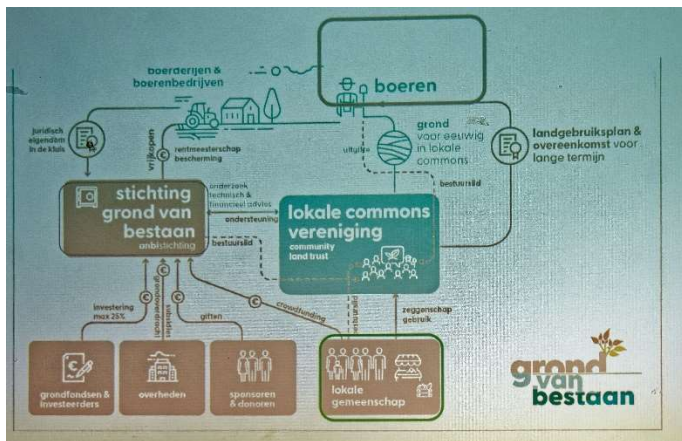 boerderijen &
boerenbedrijven
boeren
juridisch
eigendom
in de kluis
vrijkopen
rentmeesterschap
bescherming
grond
voor eeuwig
in lokale
commons
landgebruiksplan &
overeenkomst voor
lange termijn
bestuurslid
stichting
grond van
bestaan
anbistichting
onderzoek
technisch &
financieel advies
ondersteuning
bestuurslid
lokale commons
vereniging
community
land trust
investering
max 25%
grondoverdracht
subsidies
giften
crowdfunding
bestuurslid
zeggenschap
gebruik
grondfondsen &
investeerders
overheden
sponsoren
& donoren
lokale
gemeenschap
grond
van
bestaan